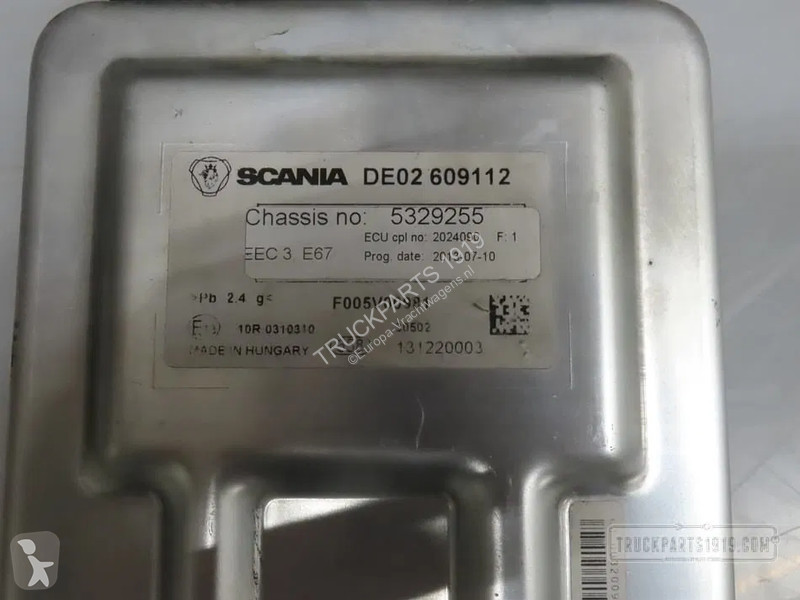 SCANIA DE02 609112
Chassis no: 5329255
ECU cpl no: F: 1
EEC 3 E67 Prog. date: 2013-07-10
>Pb 2.4 g<
10R 0310310
MADE IN HUNGARY 131220003
TRUCKPARTS 1919
©Europa-Vrachtwagens.nl
TRUCKPARTS1919.COM